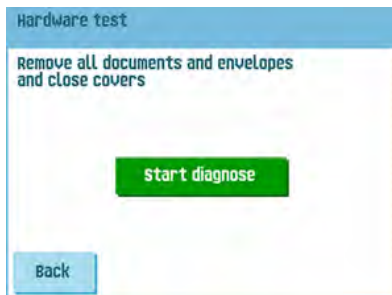 Hardware test
Remove all documents and envelopes
and close covers
Start diagnose
Back